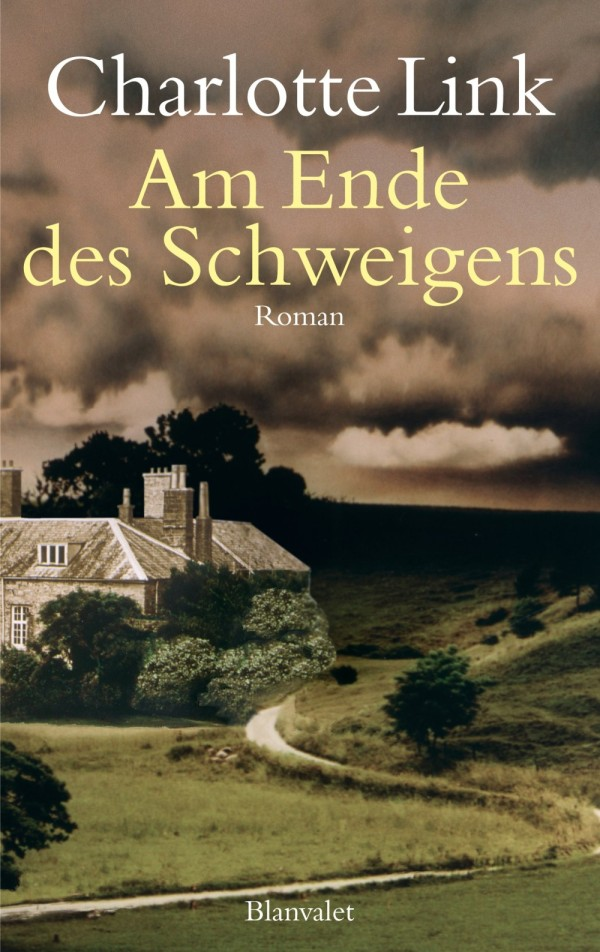 Charlotte Link
Am Ende
des Schweigens
Roman
Blanvalet